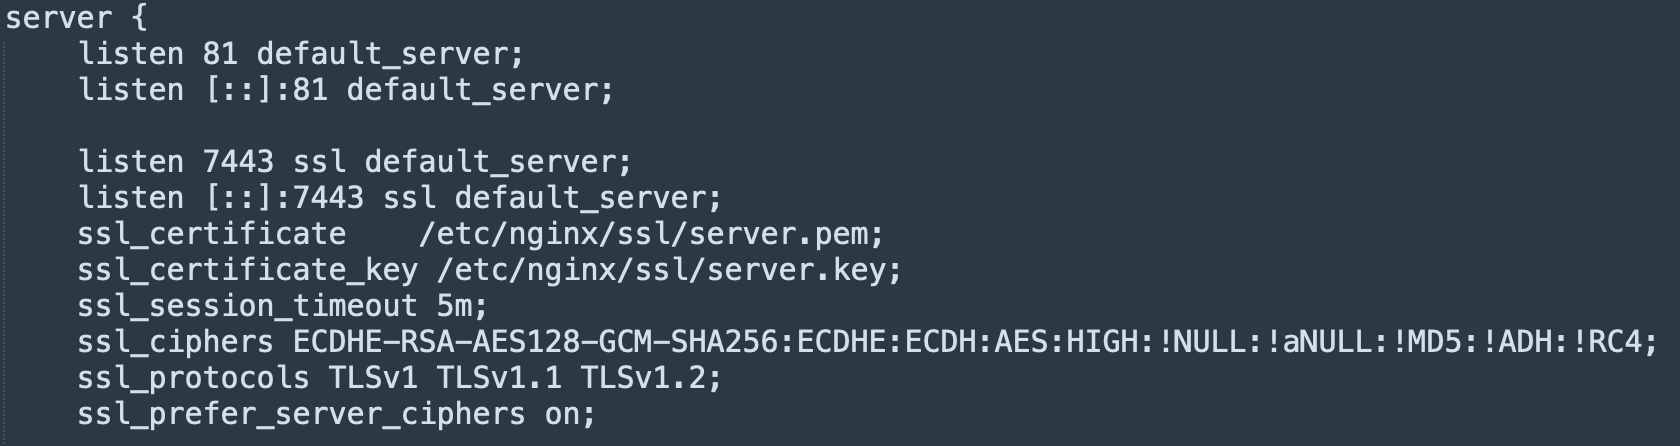 server {
    listen 81 default_server;
    listen [::]:81 default_server;

    listen 7443 ssl default_server;
    listen [::]:7443 ssl default_server;
    ssl_certificate    /etc/nginx/ssl/server.pem;
    ssl_certificate_key /etc/nginx/ssl/server.key;
    ssl_session_timeout 5m;
    ssl_ciphers ECDHE-RSA-AES128-GCM-SHA256:ECDHE:ECDH:AES:HIGH:!NULL:!aNULL:!MD5:!ADH:!RC4;
    ssl_protocols TLSv1 TLSv1.1 TLSv1.2;
    ssl_prefer_server_ciphers on;